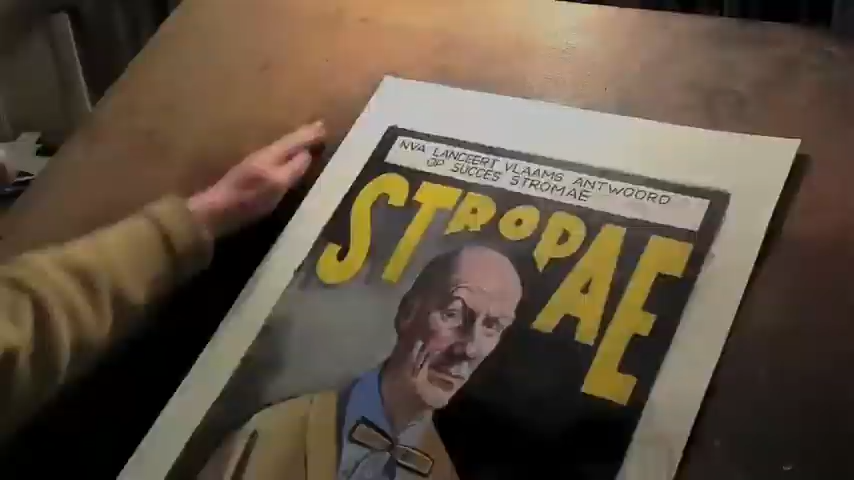 NVA LANCEERT VLAAMS ANTWOORD
OP SUCCES STROMAE
STROPAE